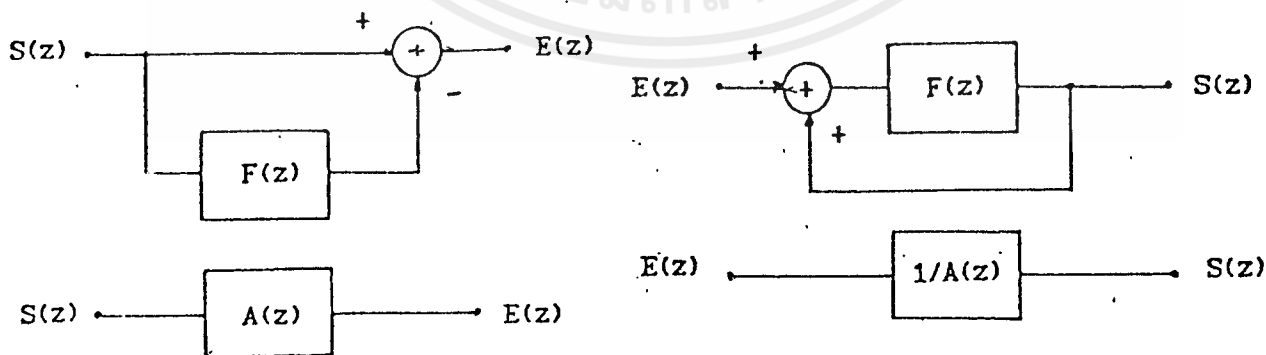 S(z) + + E(z)
-
F(z)
S(z) A(z) E(z)
E(z) + + F(z) S(z)
+
E(z) 1/A(z) S(z)